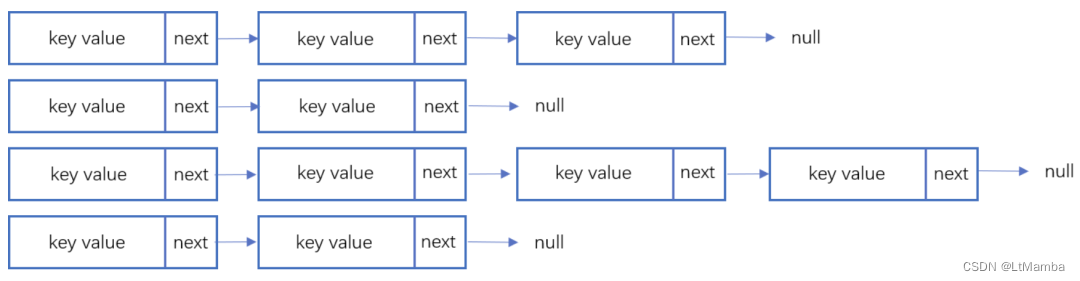 key value next key value next key value next null
key value next key value next null
key value next key value next key value next key value next null
key value next key value next null
CSDN @LtMamba